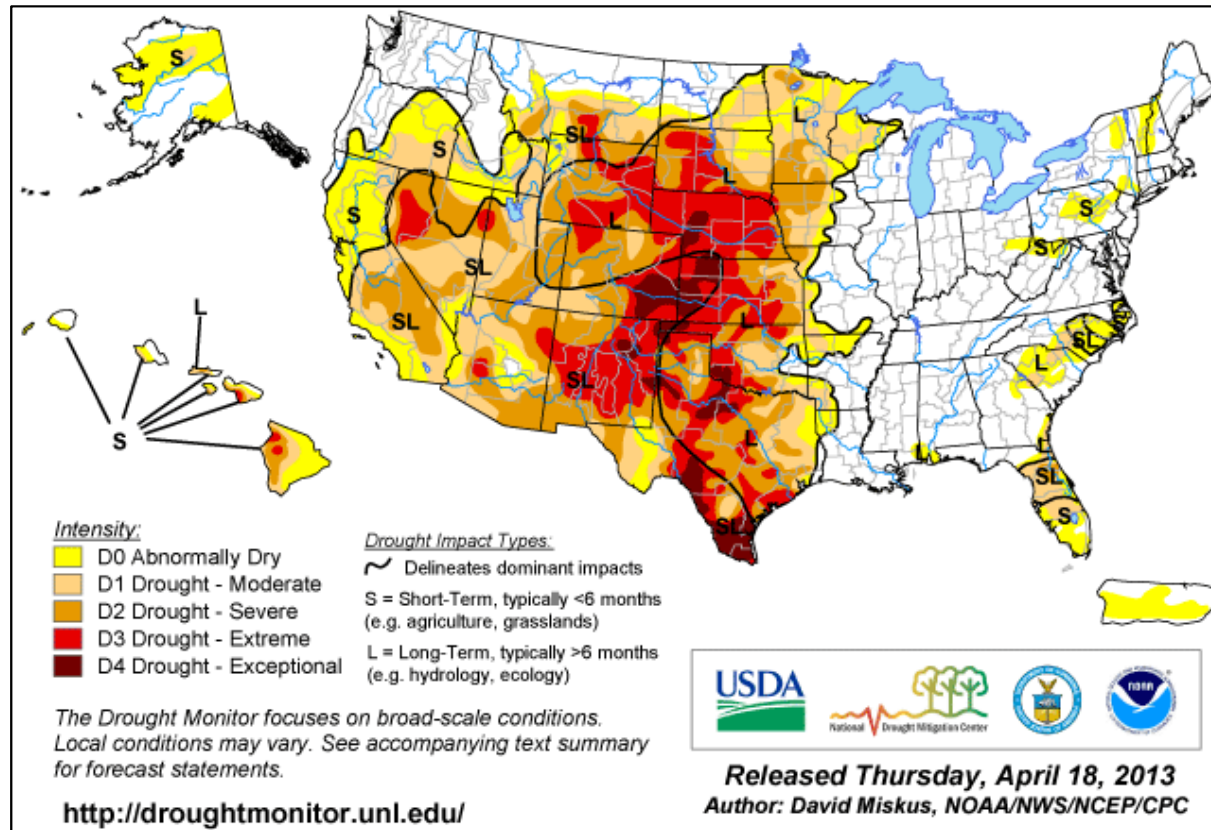 S
SL
L
S
L
S
S
L
S
SL
SL
L
SL
L
SL
L
L
SL
L
L
L
SL
S
SL
L
S
Intensity:
D0 Abnormally Dry
D1 Drought - Moderate
D2 Drought - Severe
D3 Drought - Extreme
D4 Drought - Exceptional
Drought Impact Types:
Delineates dominant impacts
S = Short-Term, typically <6 months
(e.g. agriculture, grasslands)
L = Long-Term, typically >6 months
(e.g. hydrology, ecology)
The Drought Monitor focuses on broad-scale conditions.
Local conditions may vary. See accompanying text summary
for forecast statements.
http://droughtmonitor.unl.edu/
USDA
National Drought Mitigation Center
NOAA
Released Thursday, April 18, 2013
Author: David Miskus, NOAA/NWS/NCEP/CPC